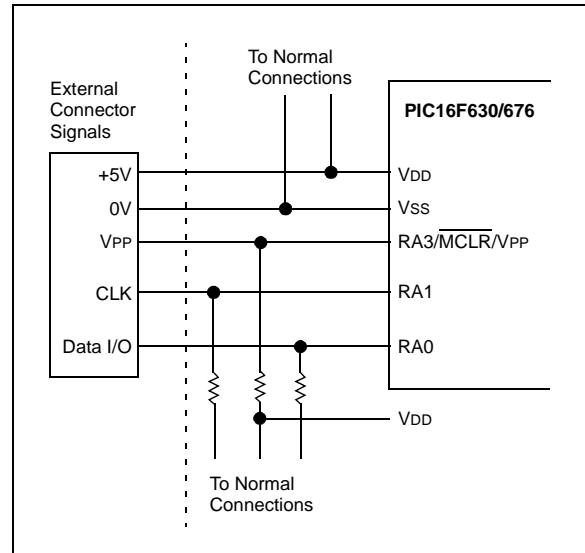 To Normal
Connections
External
Connector
Signals
PIC16F630/676
+5V
VDD
0V
VSS
VPP
RA3/MCLR/VPP
CLK
RA1
Data I/O
RA0
VDD
To Normal
Connections